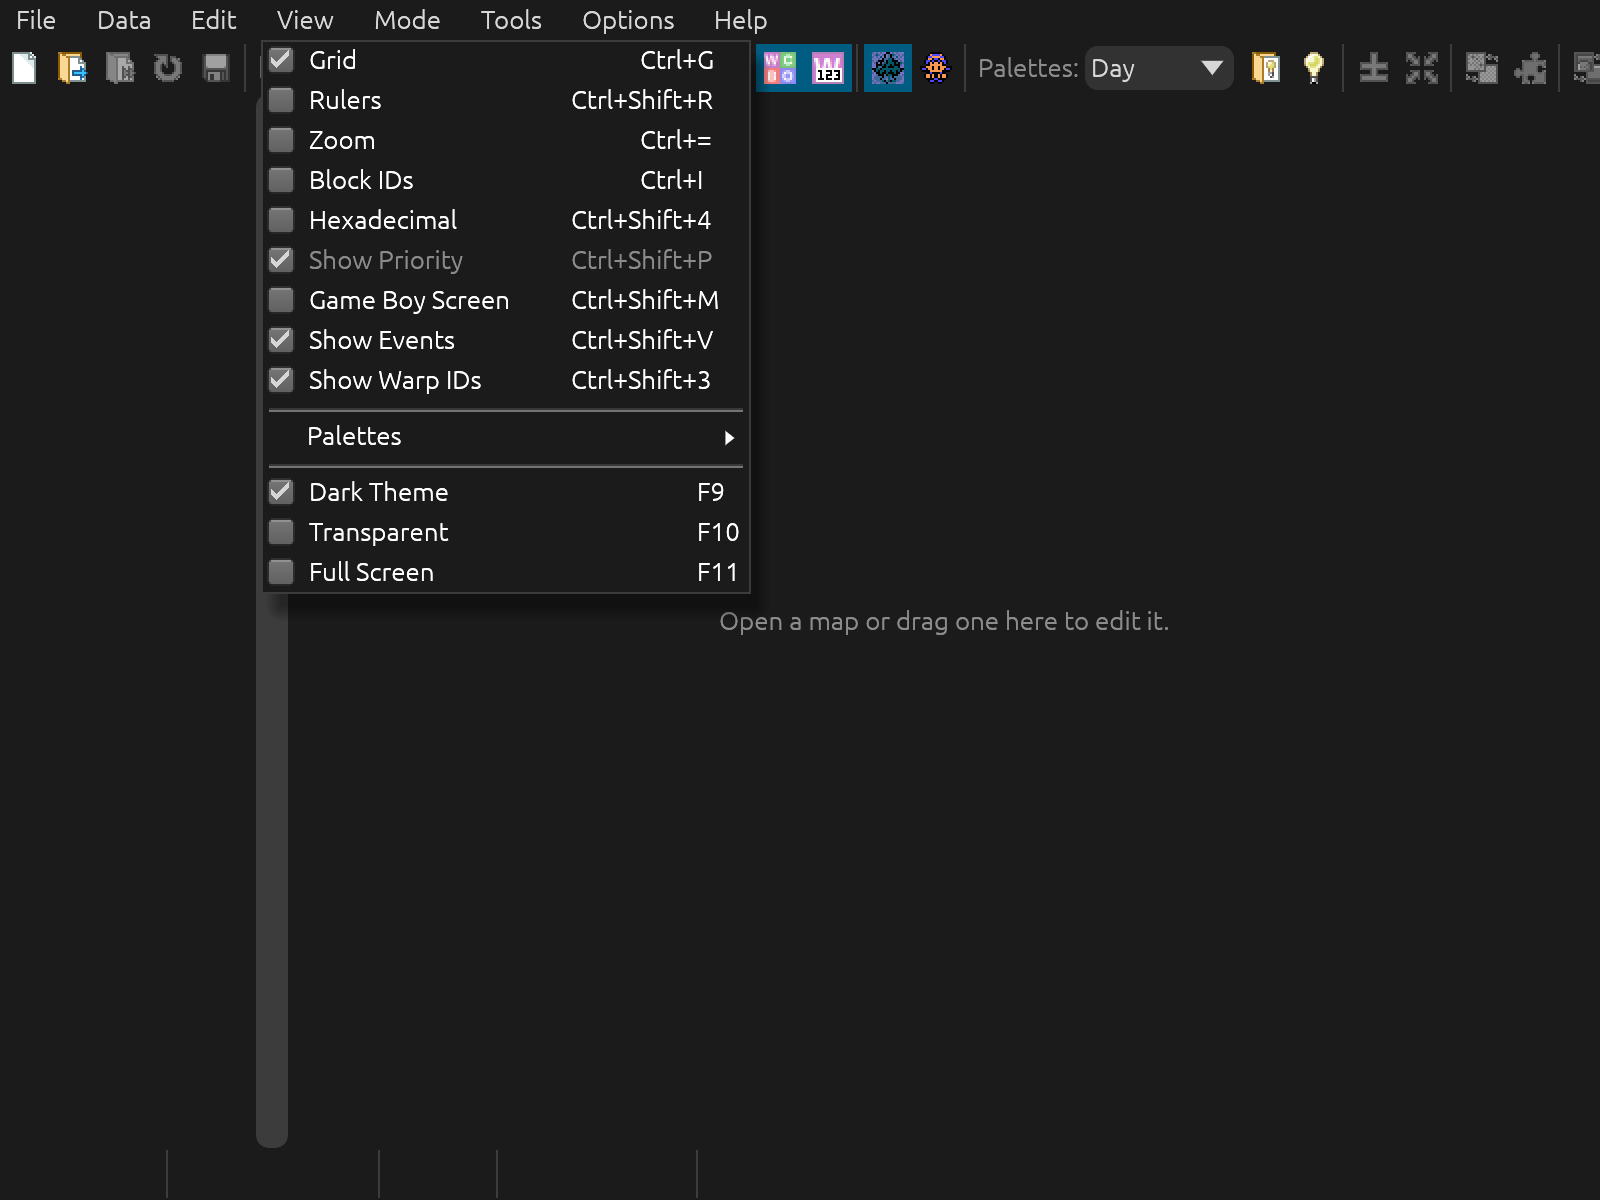 File Data Edit View Mode Tools Options Help
Palettes: Day
W C
B O
W
123
Grid Ctrl+G
Rulers Ctrl+Shift+R
Zoom Ctrl+=
Block IDs Ctrl+I
Hexadecimal Ctrl+Shift+4
Show Priority Ctrl+Shift+P
Game Boy Screen Ctrl+Shift+M
Show Events Ctrl+Shift+V
Show Warp IDs Ctrl+Shift+3
Palettes
Dark Theme F9
Transparent F10
Full Screen F11
Open a map or drag one here to edit it.